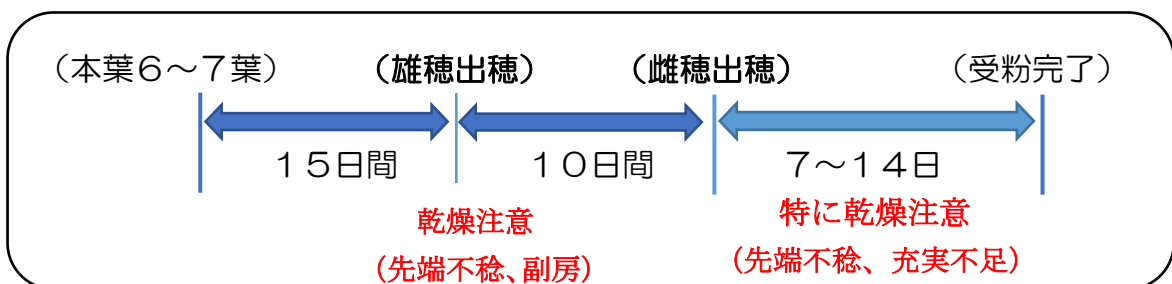 （本葉６～７葉） （雄穂出穂） （雌穂出穂） （受粉完了）
１５日間 １０日間 ７～１４日
乾燥注意 特に乾燥注意
（先端不稔、副房） （先端不稔、充実不足）